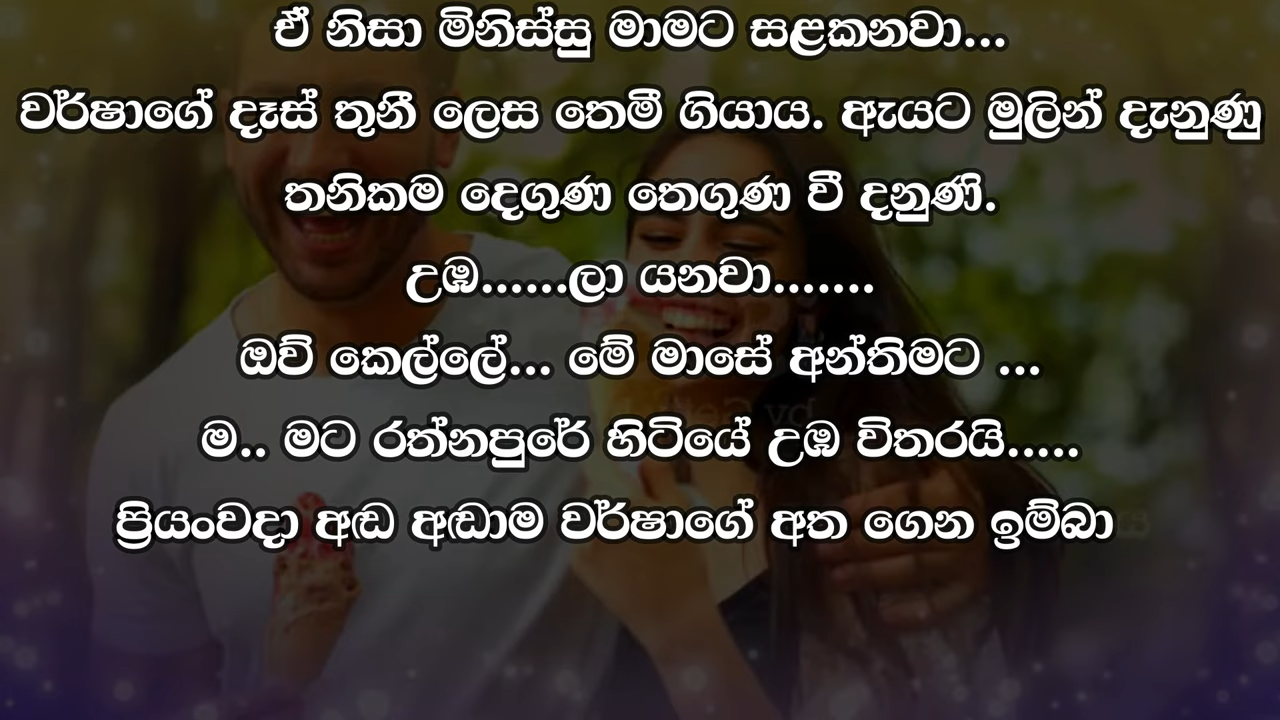 ඒ නිසා මිනිස්සු මාමට සළකනවා...
වර්ෂාගේ දෑස් තුනී ලෙස තෙමී ගියාය. ඇයට මුලින් දැනුණු
තනිකම දෙගුණ තෙගුණ වී දනුණි.
උඹ......ලා යනවා.......
ඔව් කෙල්ලේ... මේ මාසේ අන්තිමට ...
ම.. මට රත්නපුරේ හිටියේ උඹ විතරයි.....
ප්‍රියංවදා අඬ අඬාම වර්ෂාගේ අත ගෙන ඉම්බා